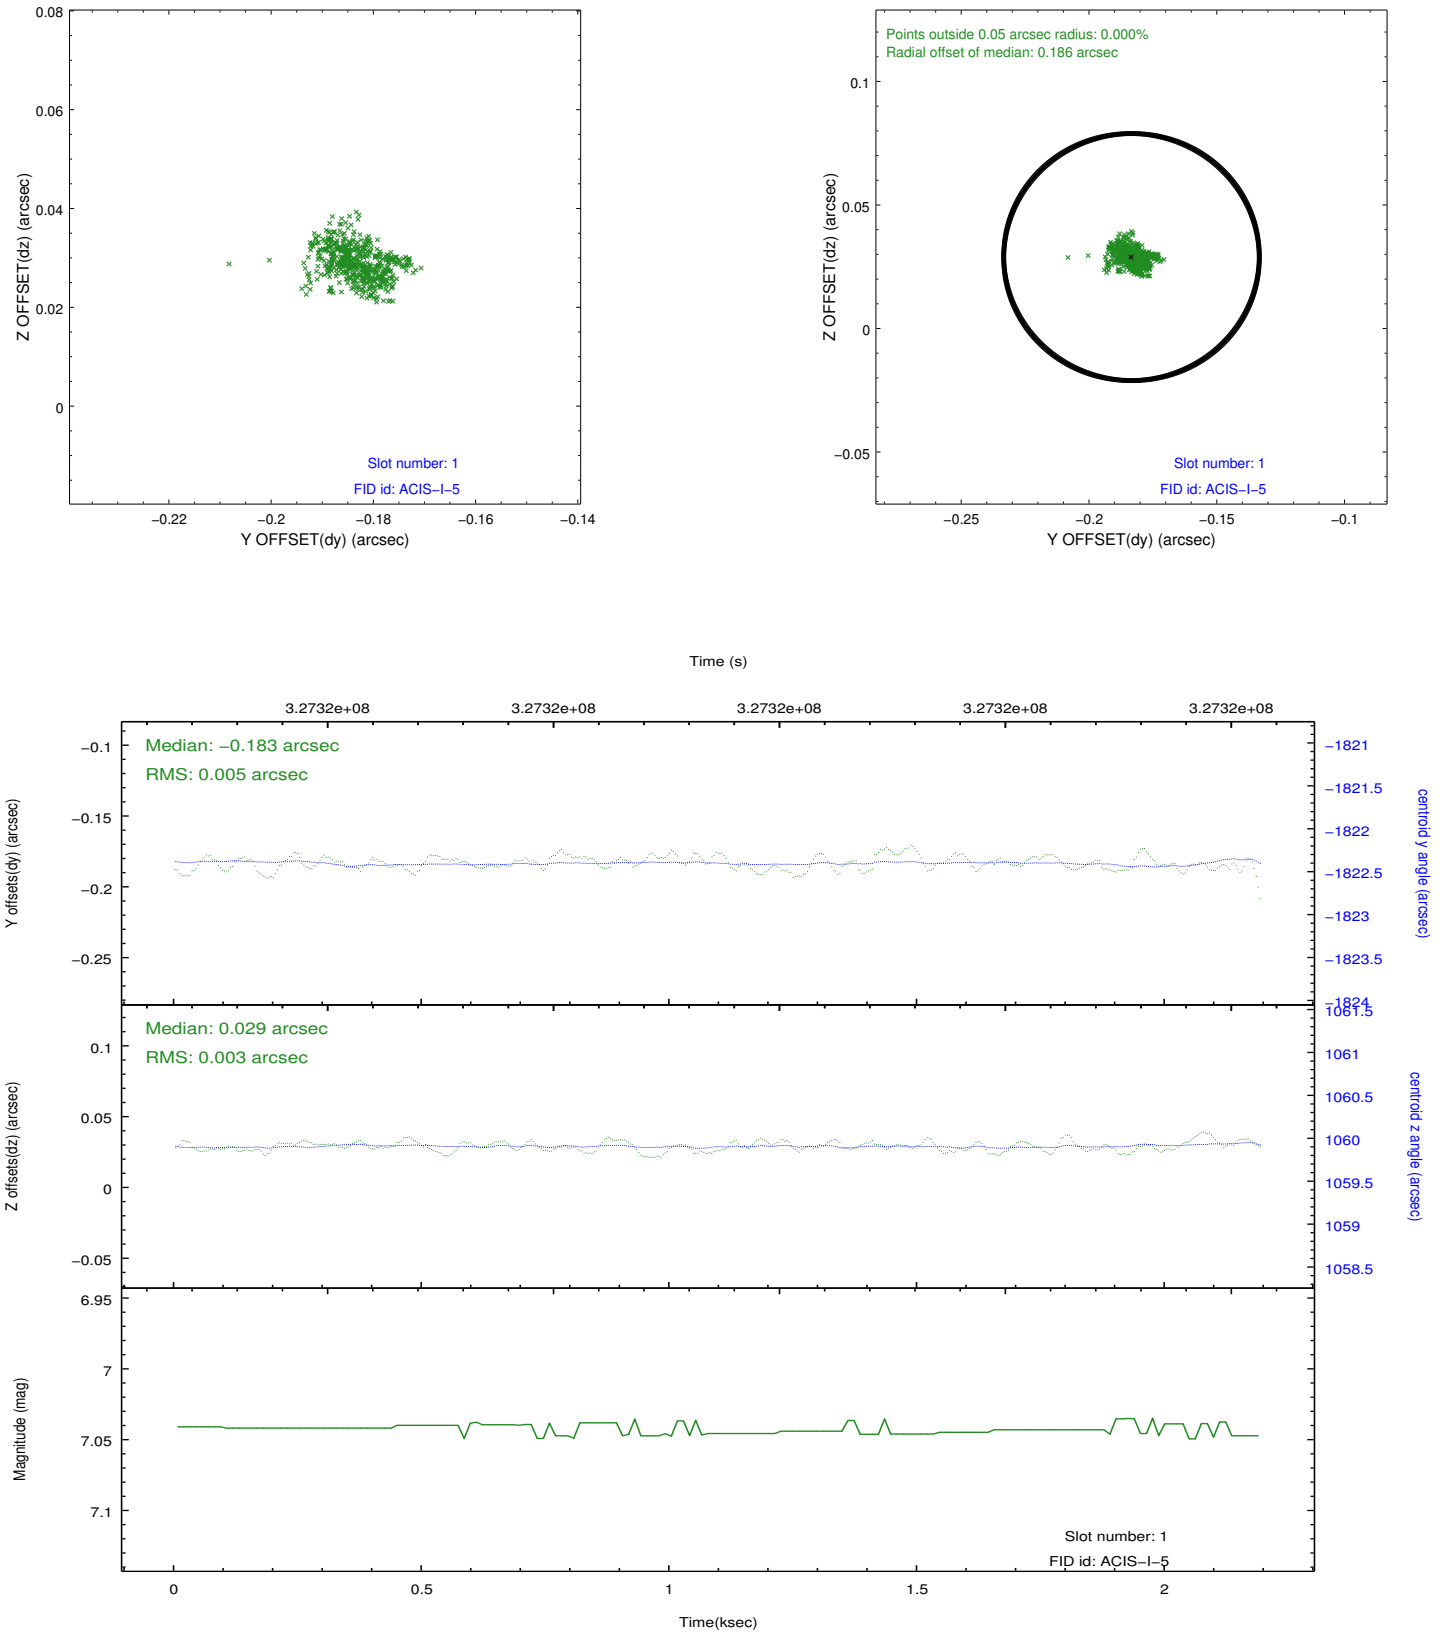 0.08
0.06
0.04
0.02
0
Z OFFSET(dz) (arcsec)
Slot number: 1
FID id: ACIS−I−5
−0.22
−0.2
−0.18
−0.16
−0.14
Y OFFSET(dy) (arcsec)
Points outside 0.05 arcsec radius: 0.000%
Radial offset of median: 0.186 arcsec
0.1
0.05
0
−0.05
Z OFFSET(dz) (arcsec)
Slot number: 1
FID id: ACIS−I−5
−0.25
−0.2
−0.15
−0.1
Y OFFSET(dy) (arcsec)
Time (s)
3.2732e+08
3.2732e+08
3.2732e+08
3.2732e+08
3.2732e+08
Median: −0.183 arcsec
RMS: 0.005 arcsec
−0.1
−0.15
−0.2
−0.25
Y offsets(dy) (arcsec)
−1821
−1821.5
−1822
−1822.5
−1823
−1823.5
−1824
centroid y angle (arcsec)
Median: 0.029 arcsec
RMS: 0.003 arcsec
0.1
0.05
0
−0.05
Z offsets(dz) (arcsec)
1061.5
1061
1060.5
1060
1059.5
1059
1058.5
centroid z angle (arcsec)
6.95
7
7.05
7.1
Magnitude (mag)
Slot number: 1
FID id: ACIS−I−5
0
0.5
1
1.5
2
Time(ksec)